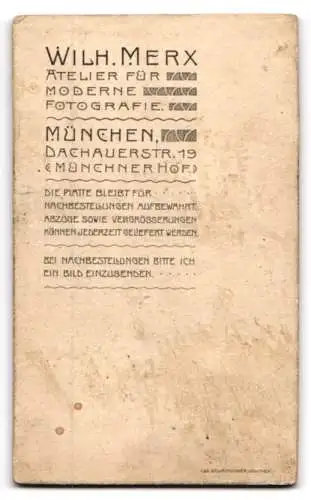 WILH. MERX
ATELIER FÜR
MODERNE
FOTOGRAFIE.
MÜNCHEN,
DACHAUERSTR. 19
(MÜNCHNER HOF)
DIE PLATTE BLEIBT FÜR
NACHBESTELLUNGEN AUFBEWAHRT.
ABZÜGE SOWIE VERGRÖSSERUNGEN
KÖNNEN JEDERZEIT GELIEFERT WERDEN.
BEI NACHBESTELLUNGEN BITTE ICH
EIN BILD EINZUSENDEN.